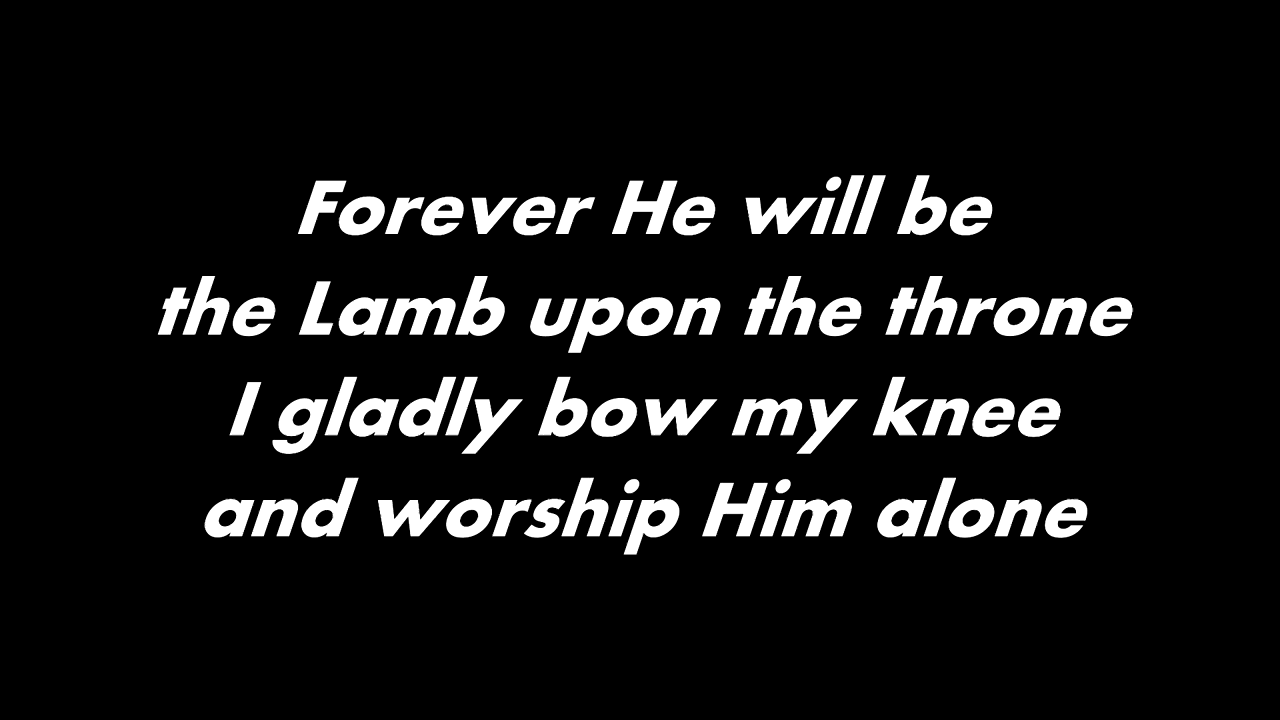 Forever He will be
the Lamb upon the throne
I gladly bow my knee
and worship Him alone